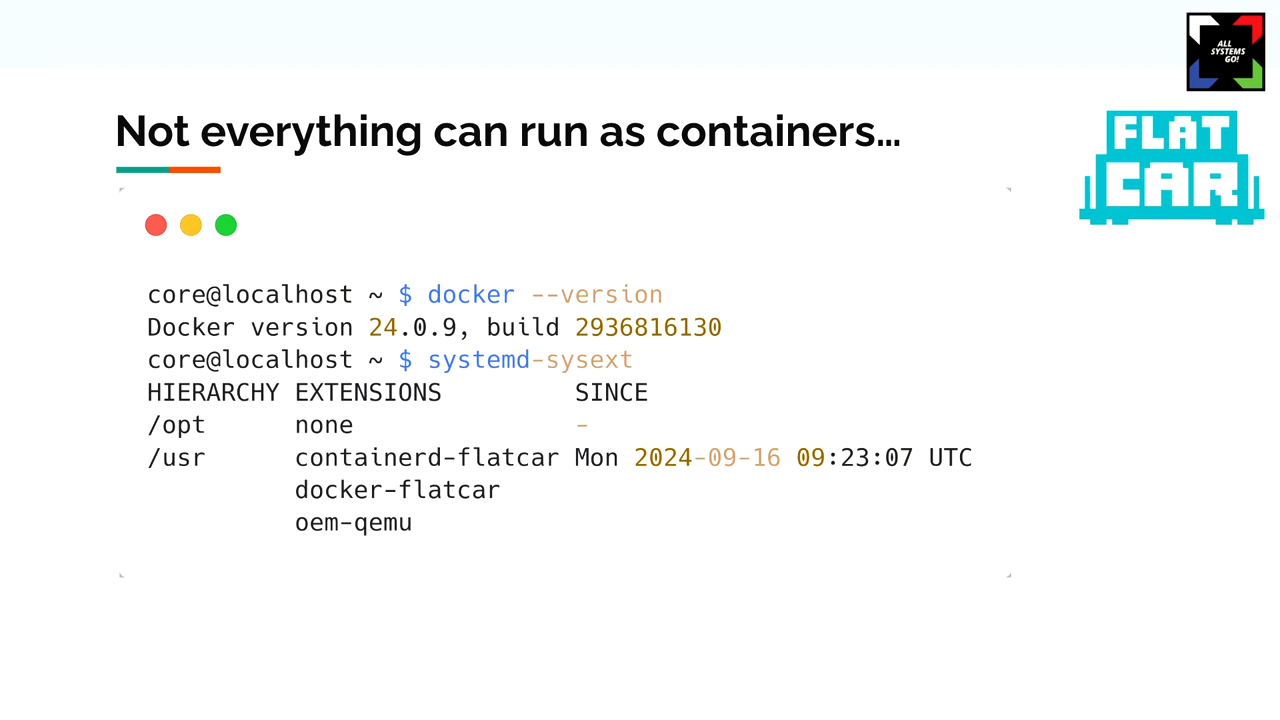 ALL
SYSTEMS
GO!
Not everything can run as containers…
FLAT
CAR
core@localhost ~ $ docker --version
Docker version 24.0.9, build 2936816130
core@localhost ~ $ systemd-sysext
HIERARCHY EXTENSIONS         SINCE
/opt      none               -
/usr      containerd-flatcar Mon 2024-09-16 09:23:07 UTC
          docker-flatcar
          oem-qemu